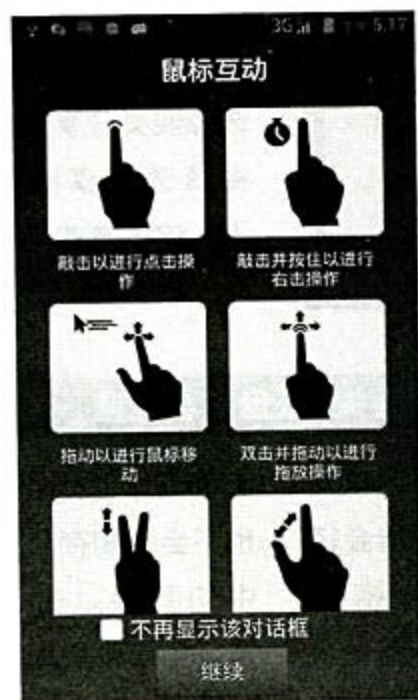 3G 5.17
鼠标互动
敲击以进行点击操
作
敲击并按住以进行
右击操作
拖动以进行鼠标移
动
双击并拖动以进行
拖放操作
不再显示该对话框
继续